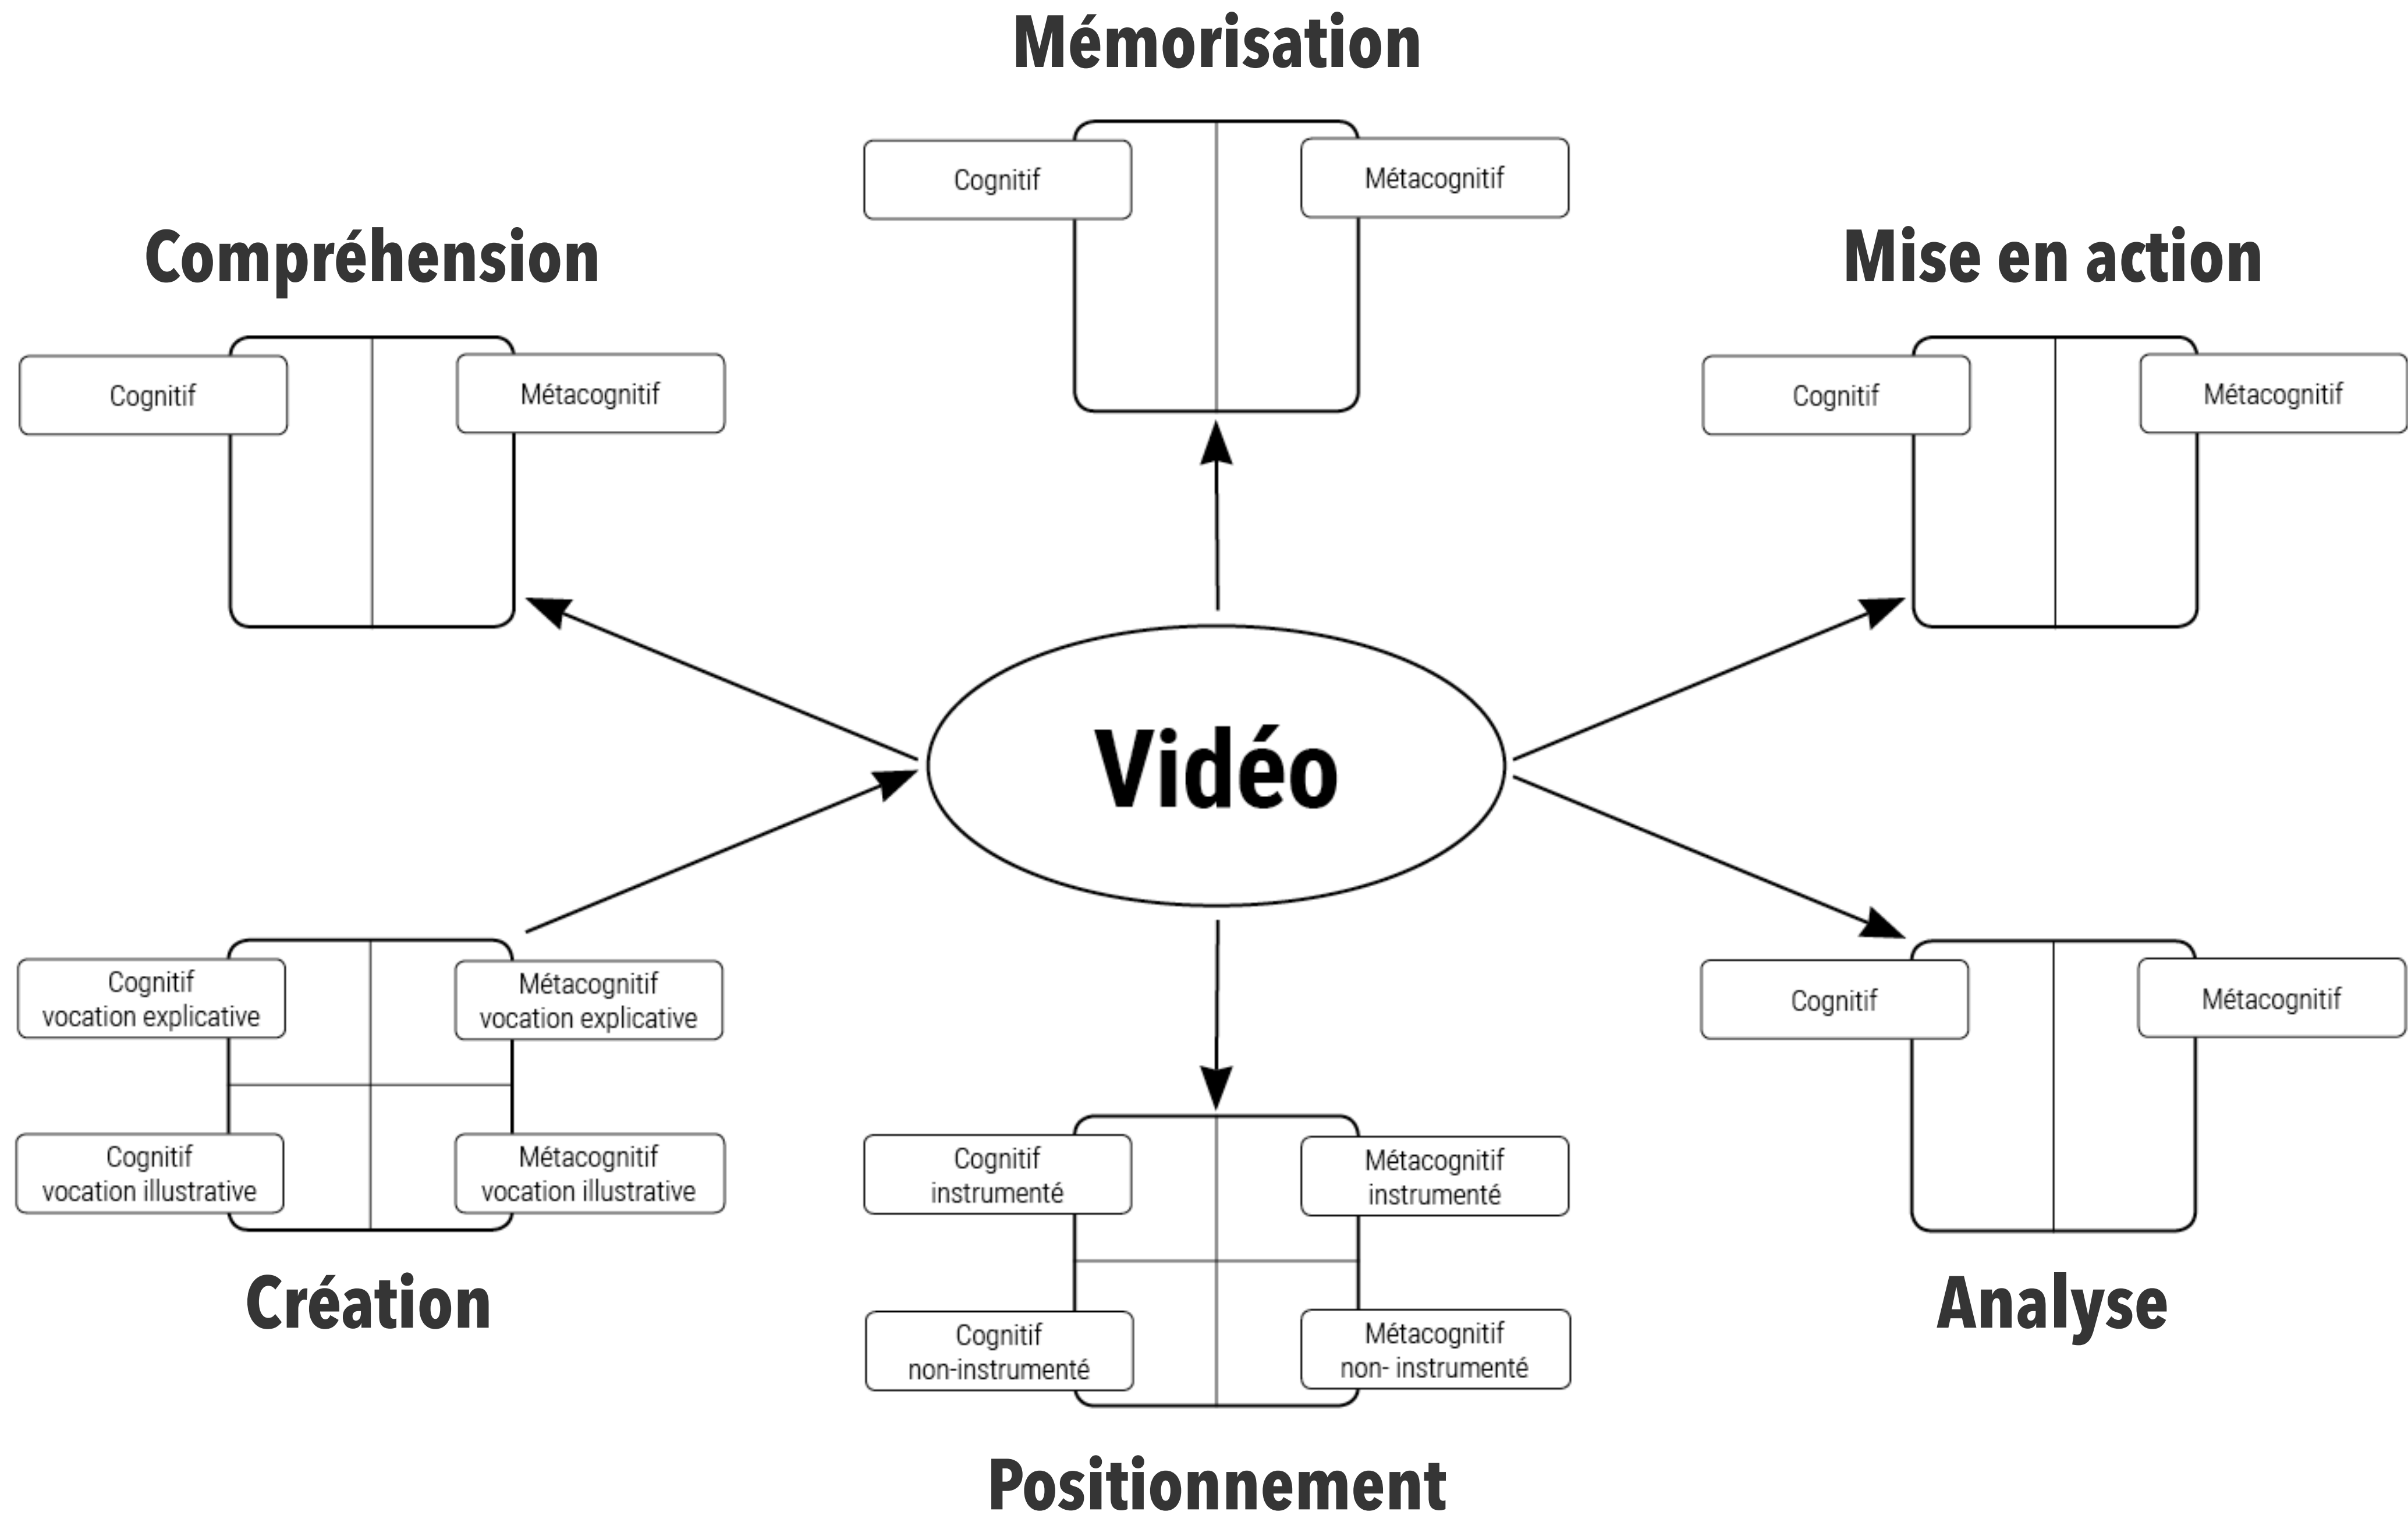 Mémorisation
Cognitif
Métacognitif
Compréhension
Cognitif
Métacognitif
Mise en action
Cognitif
Métacognitif
Vidéo
Cognitif
vocation explicative
Métacognitif
vocation explicative
Cognitif
vocation illustrative
Métacognitif
vocation illustrative
Création
Cognitif
instrumenté
Métacognitif
instrumenté
Cognitif
non-instrumenté
Métacognitif
non- instrumenté
Positionnement
Cognitif
Métacognitif
Analyse